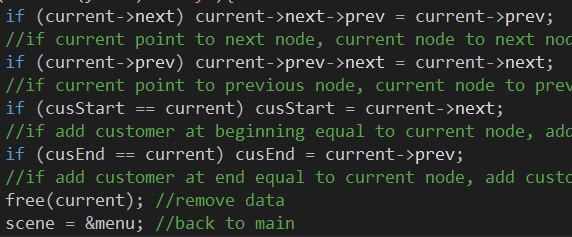 if (current->next) current->next->prev = current->prev;
//if current point to next node, current node to next nod
if (current->prev) current->prev->next = current->next;
//if current point to previous node, current node to prev
if (cusStart == current) cusStart = current->next;
//if add customer at beginning equal to current node, add
if (cusEnd == current) cusEnd = current->prev;
//if add customer at end equal to current node, add custo
free(current); //remove data
scene = &menu; //back to main